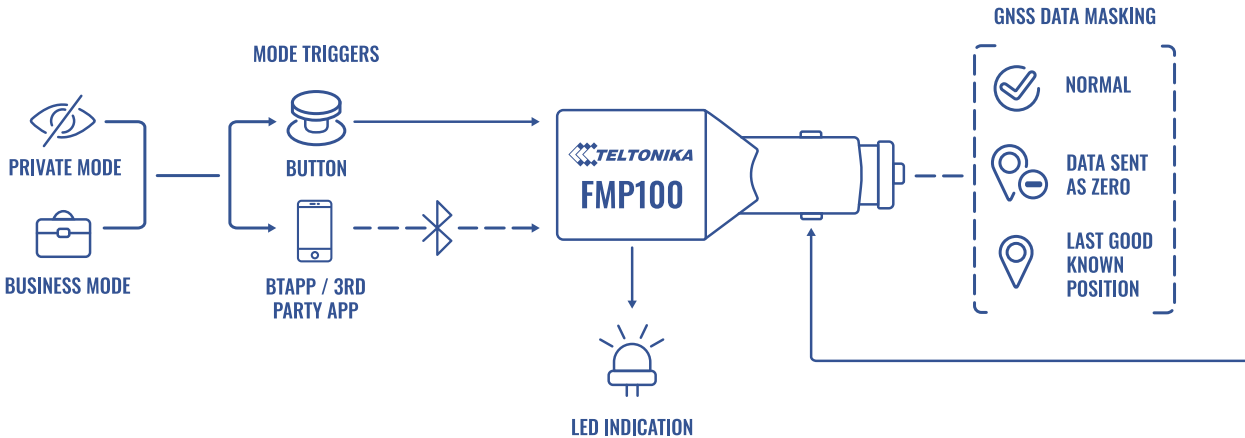 GNSS DATA MASKING
MODE TRIGGERS
PRIVATE MODE
BUSINESS MODE
BUTTON
BTAPP / 3RD
PARTY APP
TELTONIKA
FMP100
LED INDICATION
NORMAL
DATA SENT
AS ZERO
LAST GOOD
KNOWN
POSITION